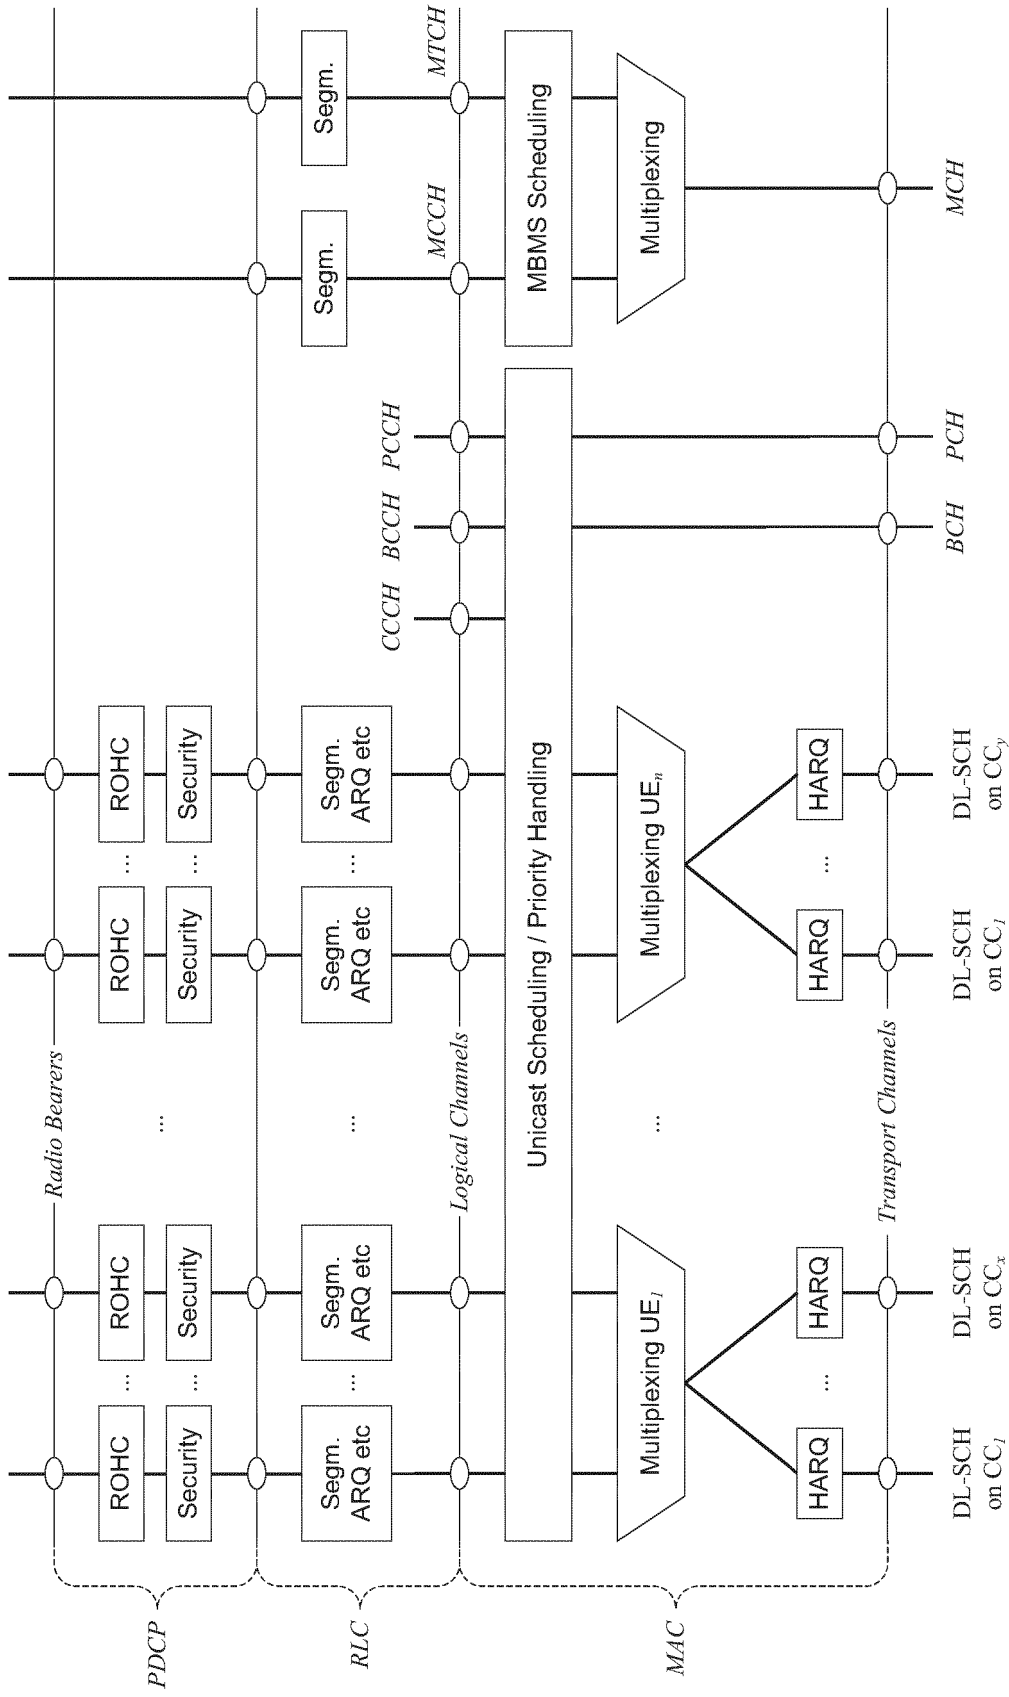 Radio Bearers
ROHC
...
ROHC
ROHC
...
ROHC
PDCP
...
Security
...
Security
Security
...
Security
Segm.
ARQ etc
...
Segm.
ARQ etc
...
Segm.
ARQ etc
...
Segm.
ARQ etc
Segm.
Segm.
RLC
CCCH
BCCH
PCCH
MCCH
MTCH
Logical Channels
Unicast Scheduling / Priority Handling
MBMS Scheduling
Multiplexing UE₁
...
Multiplexing UEₙ
Multiplexing
MAC
HARQ
...
HARQ
HARQ
...
HARQ
Transport Channels
DL-SCH
on CC₁
DL-SCH
on CCₓ
DL-SCH
on CC₁
DL-SCH
on CCy
BCH
PCH
MCH